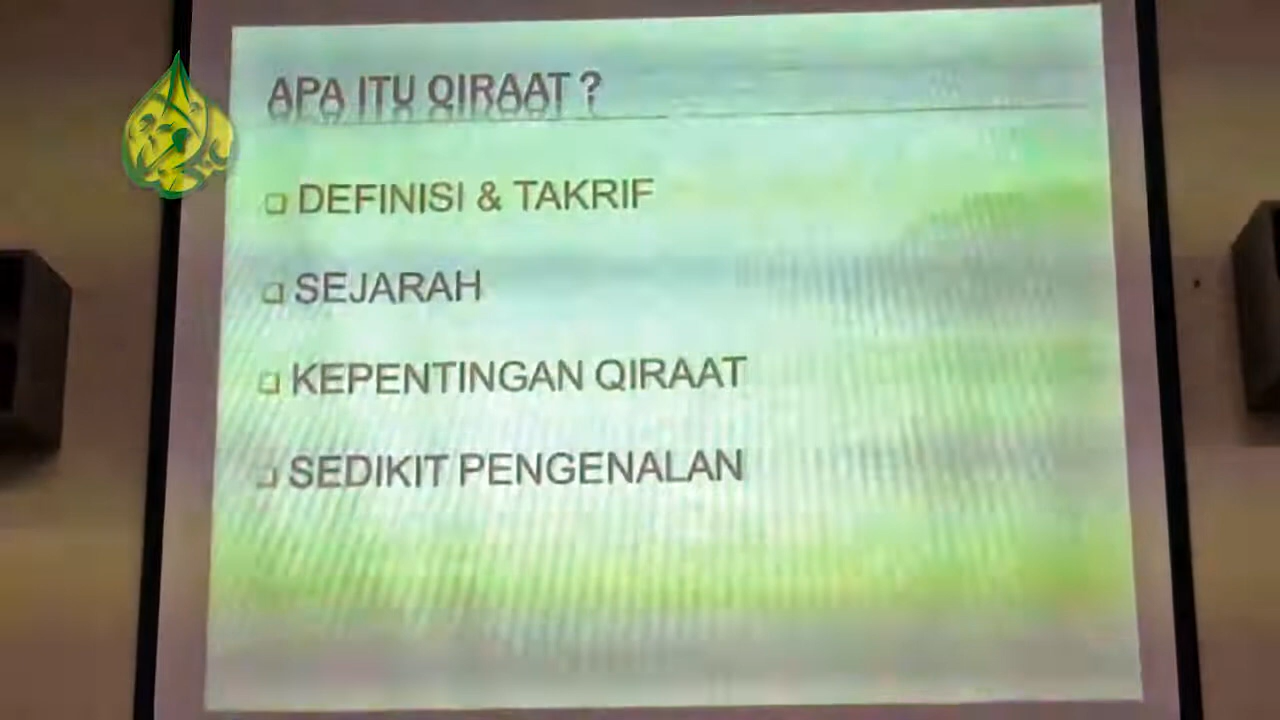 APA ITU QIRAAT ?
DEFINISI & TAKRIF
SEJARAH
KEPENTINGAN QIRAAT
SEDIKIT PENGENALAN